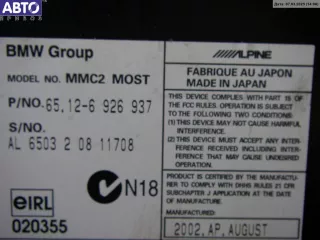 АВТО
BMW Group
MODEL NO. MMC2 MOST
P/NO. 65.12-6 926 937
S/NO.
AL 6503 2 08 11708
N18
eIRL
020355
ALPINE
FABRIQUE AU JAPON
MADE IN JAPAN
THIS DEVICE COMPLIES WITH PART 15 OF
THE FCC RULES OPERATION IS SUBJECT
TO THE FOLLOWING TWO CONDITIONS:
(1) THIS DEVICE MAY NOT CAUSE HARMFUL
INTERFERENCE, AND
(2) THIS DEVICE MUST ACCEPT ANY INTER-
FERENCE RECEIVED INCLUDING
INTERFERENCE THAT MAY CAUSE
UNDESIRED OPERATION
PRODUCT IS CERTIFIED BY THE MANUFACTU-
RER TO COMPLY WITH DHHS RULES 21 CFR
SUBCHAPTER J APPLICABLE AT DATE OF
MANUFACTURE.
MANUFACTURED:
2002, AP, AUGUST